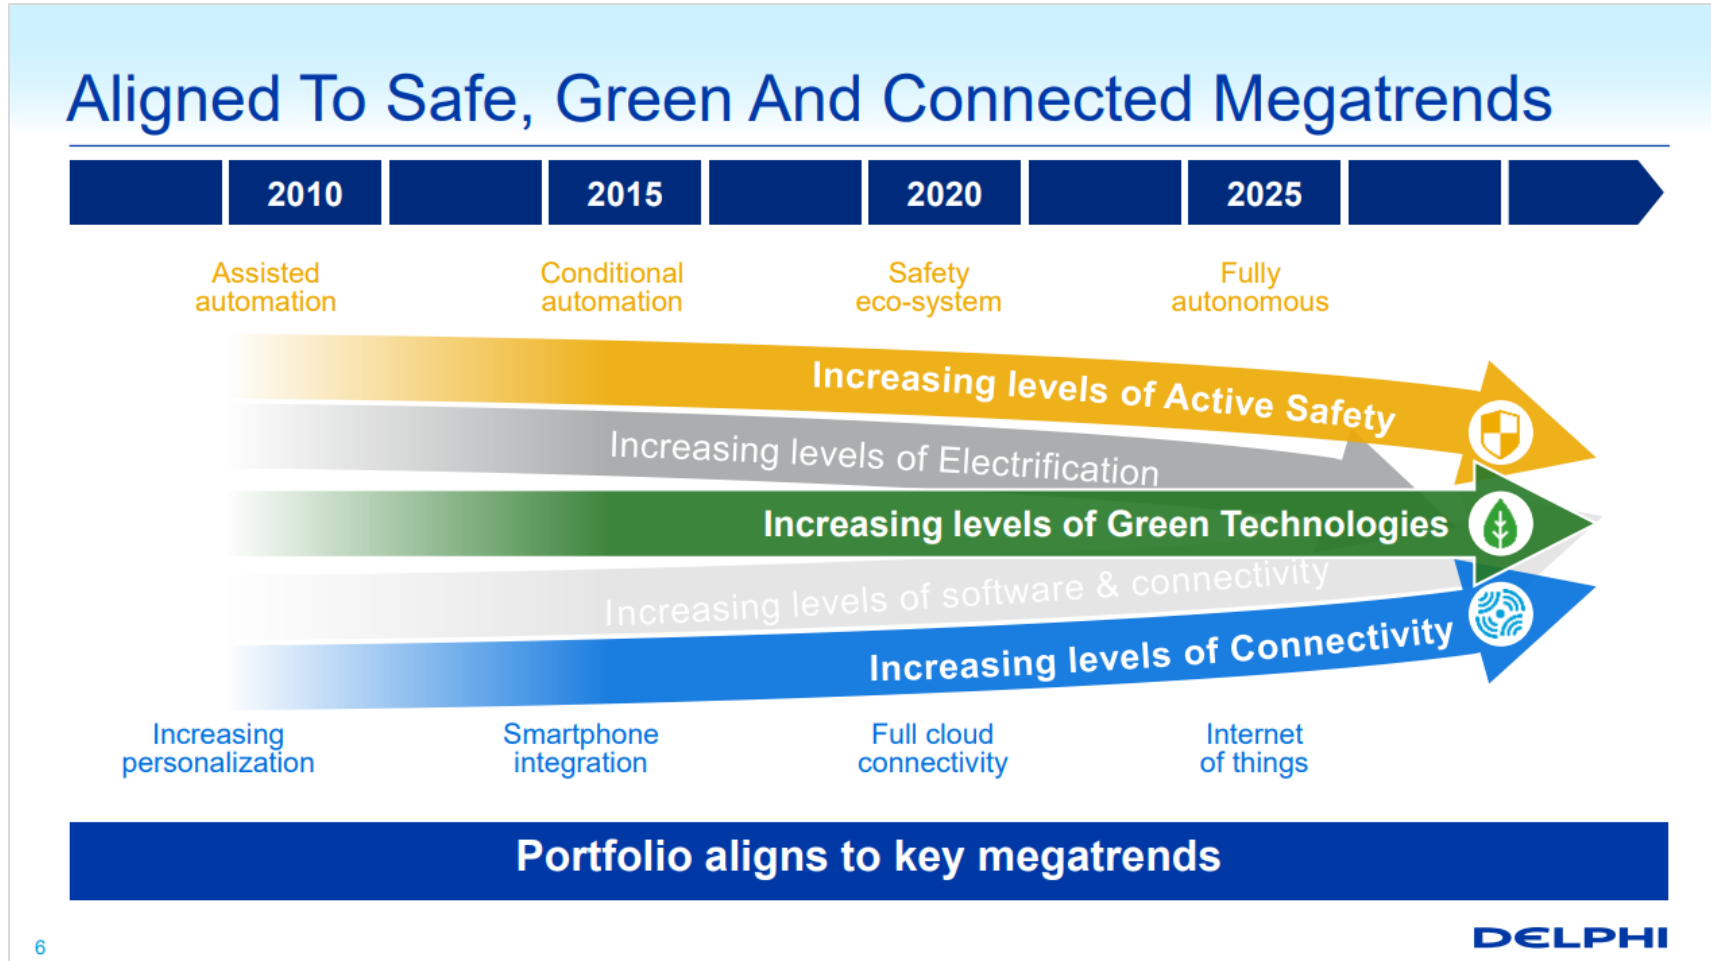 Aligned To Safe, Green And Connected Megatrends
2010 2015 2020 2025
Assisted
automation
Conditional
automation
Safety
eco-system
Fully
autonomous
Increasing levels of Active Safety
Increasing levels of Electrification
Increasing levels of Green Technologies
Increasing levels of software & connectivity
Increasing levels of Connectivity
Increasing
personalization
Smartphone
integration
Full cloud
connectivity
Internet
of things
Portfolio aligns to key megatrends
6
DELPHI